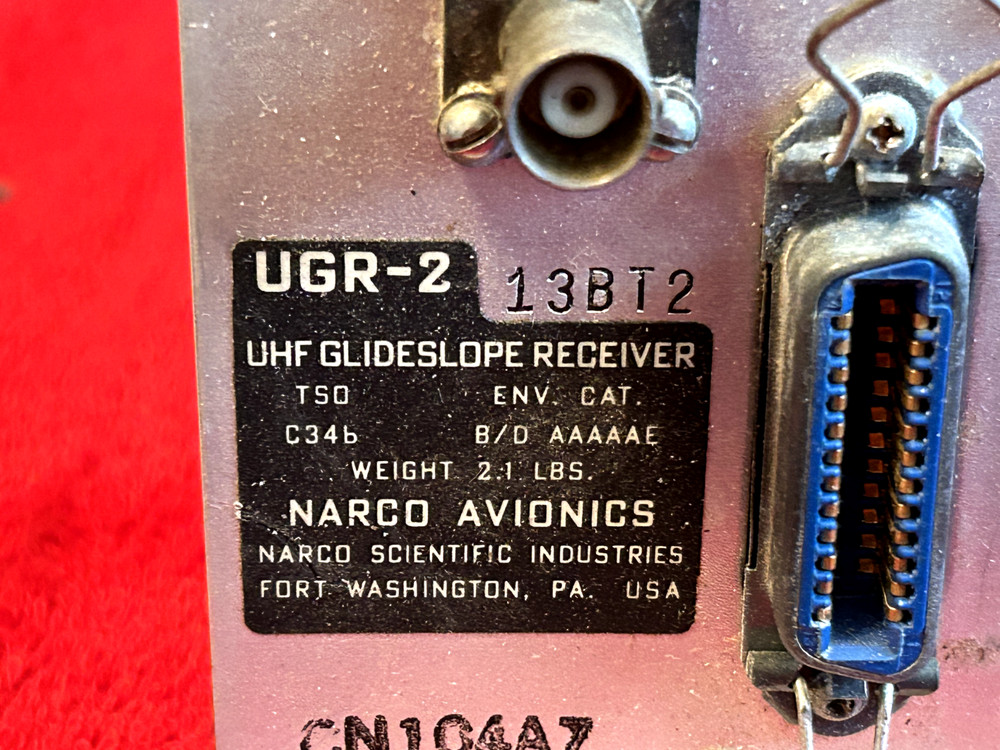 UGR-2 13BT2
UHF GLIDESLOPE RECEIVER
TSO ENV. CAT.
C34b B/D AAAAAE
WEIGHT 2.1 LBS.
NARCO AVIONICS
NARCO SCIENTIFIC INDUSTRIES
FORT WASHINGTON, PA. USA
CN104A7